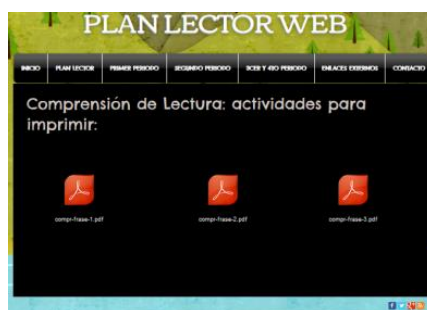 PLAN LECTOR WEB
INICIO PLAN LECTOR PRIMER PERIODO SEGUNDO PERIODO 3CER Y 4TO PERIODO ENLACES EXTERNOS CONTACTO
Comprensión de Lectura: actividades para
imprimir:
compr-frase-1.pdf compr-frase-2.pdf compr-frase-3.pdf